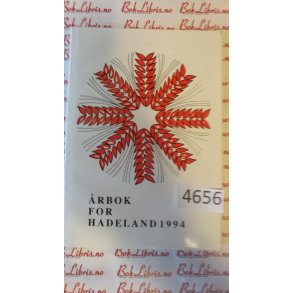 BokLibris.no
ÅRBOK
FOR
HADELAND 1994
4656